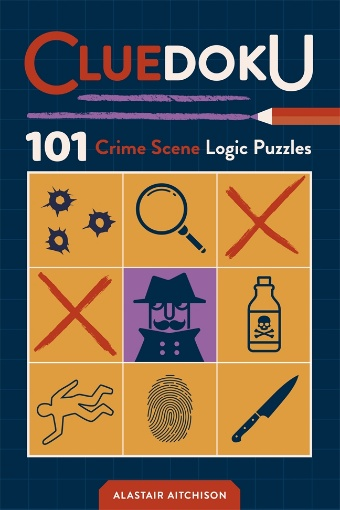 CLUEDOKU
101 Crime Scene Logic Puzzles
ALASTAIR AITCHISON